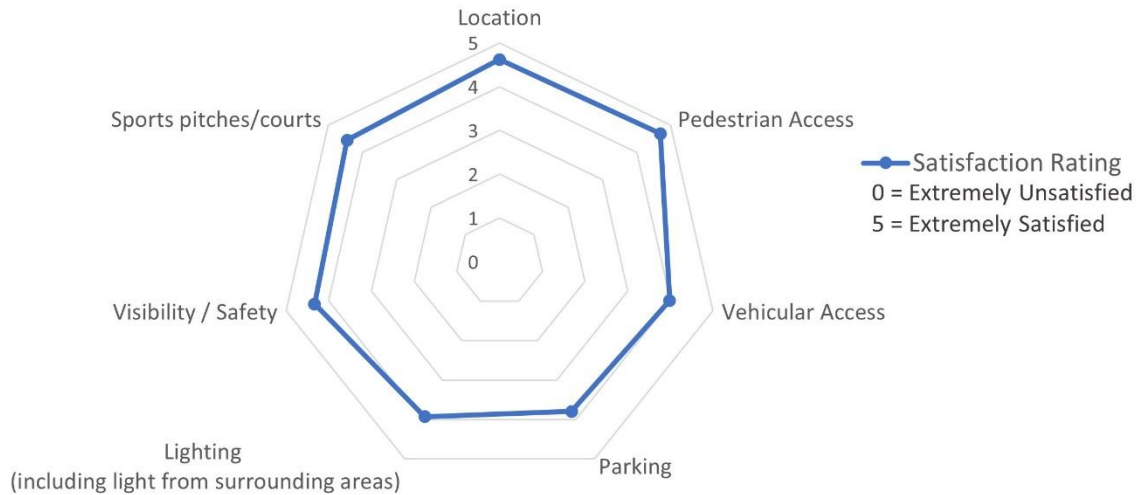 Location
5
4
3
2
1
0
Sports pitches/courts
Pedestrian Access
Satisfaction Rating
0 = Extremely Unsatisfied
5 = Extremely Satisfied
Visibility / Safety
Vehicular Access
Lighting
(including light from surrounding areas)
Parking